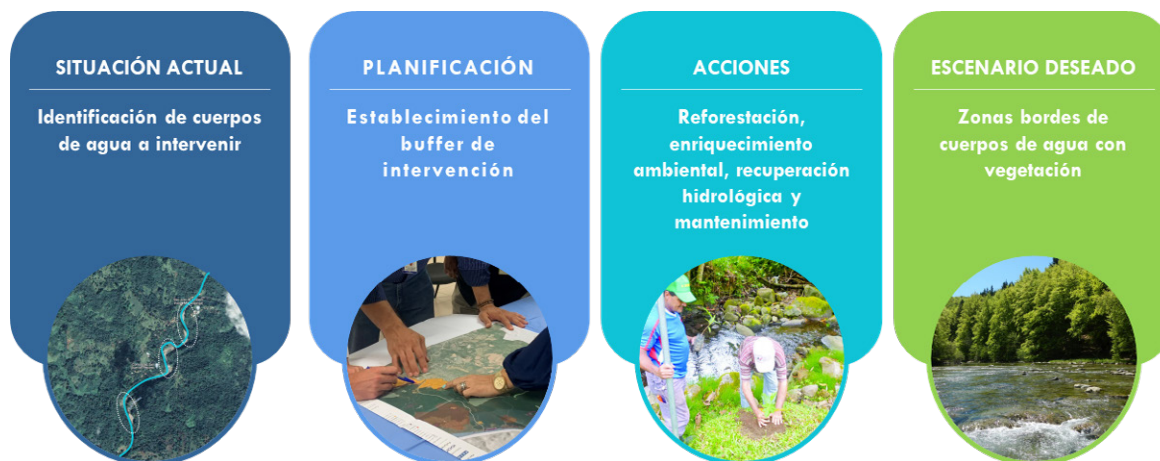 SITUACIÓN ACTUAL
Identificación de cuerpos
de agua a intervenir
PLANIFICACIÓN
Establecimiento del
buffer de
intervención
ACCIONES
Reforestación,
enriquecimiento
ambiental, recuperación
hidrológica y
mantenimiento
ESCENARIO DESEADO
Zonas bordes de
cuerpos de agua con
vegetación